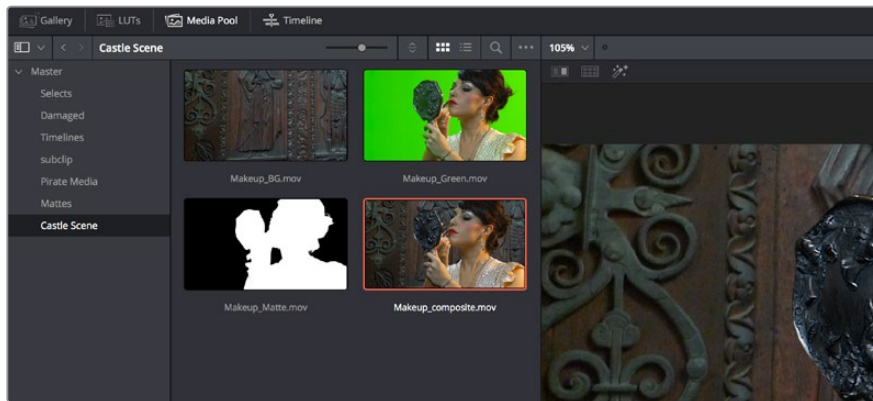 Gallery LUTs Media Pool Timeline
Castle Scene 105%
Master
Selects
Damaged
Timelines
subclip
Pirate Media
Mattes
Castle Scene
Makeup_BG.mov Makeup_Green.mov
Makeup_Matte.mov Makeup_composite.mov